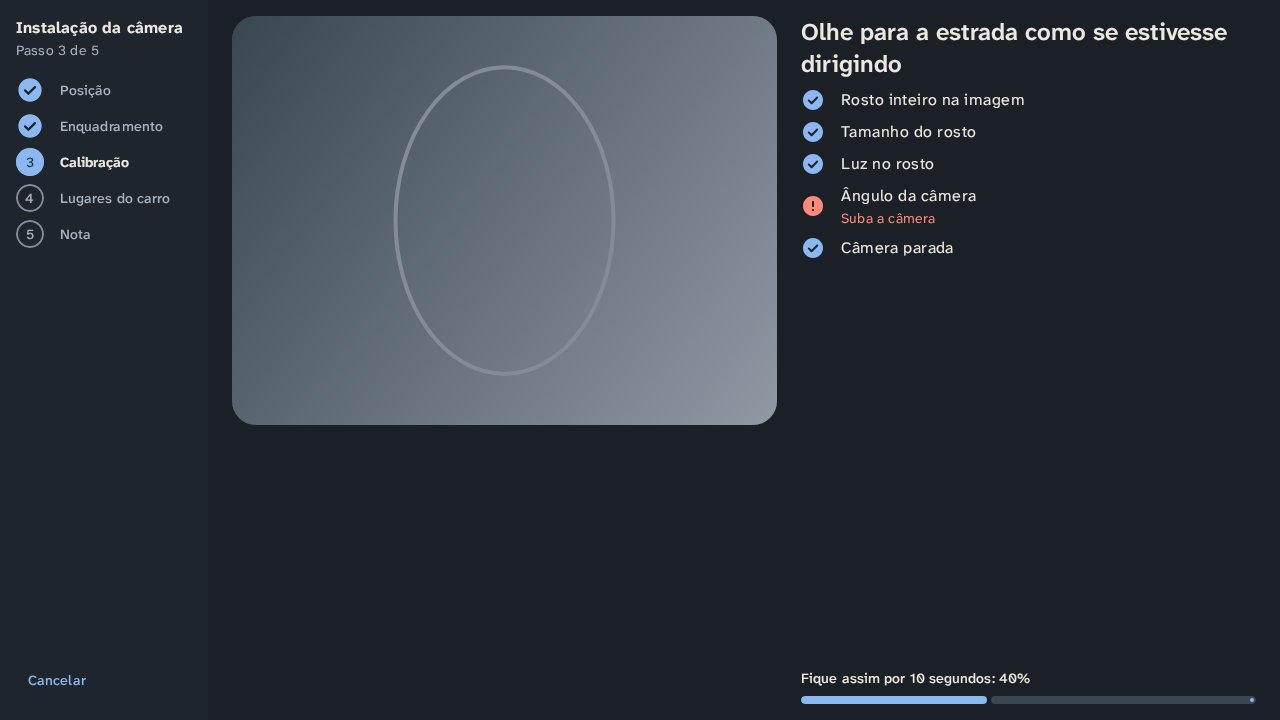 Instalação da câmera
Passo 3 de 5
Posição
Enquadramento
3 Calibração
4 Lugares do carro
5 Nota
Cancelar
Olhe para a estrada como se estivesse
dirigindo
Rosto inteiro na imagem
Tamanho do rosto
Luz no rosto
Ângulo da câmera
Suba a câmera
Câmera parada
Fique assim por 10 segundos: 40%